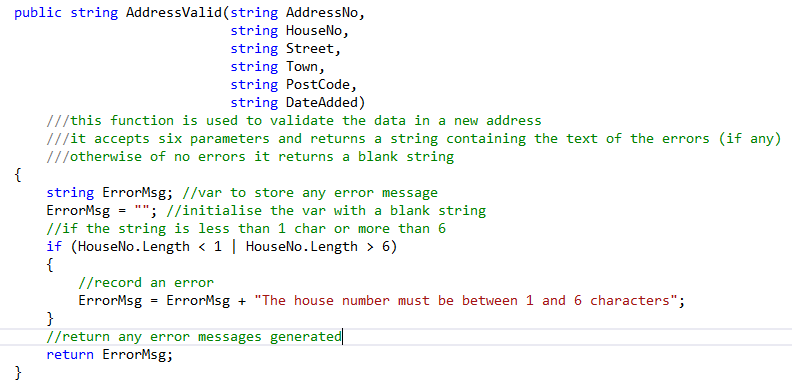 public string AddressValid(string AddressNo,
string HouseNo,
string Street,
string Town,
string PostCode,
string DateAdded)
///this function is used to validate the data in a new address
///it accepts six parameters and returns a string containing the text of the errors (if any)
///otherwise of no errors it returns a blank string
{
string ErrorMsg; //var to store any error message
ErrorMsg = ""; //initialise the var with a blank string
//if the string is less than 1 char or more than 6
if (HouseNo.Length < 1 | HouseNo.Length > 6)
{
//record an error
ErrorMsg = ErrorMsg + "The house number must be between 1 and 6 characters";
}
//return any error messages generated
return ErrorMsg;
}